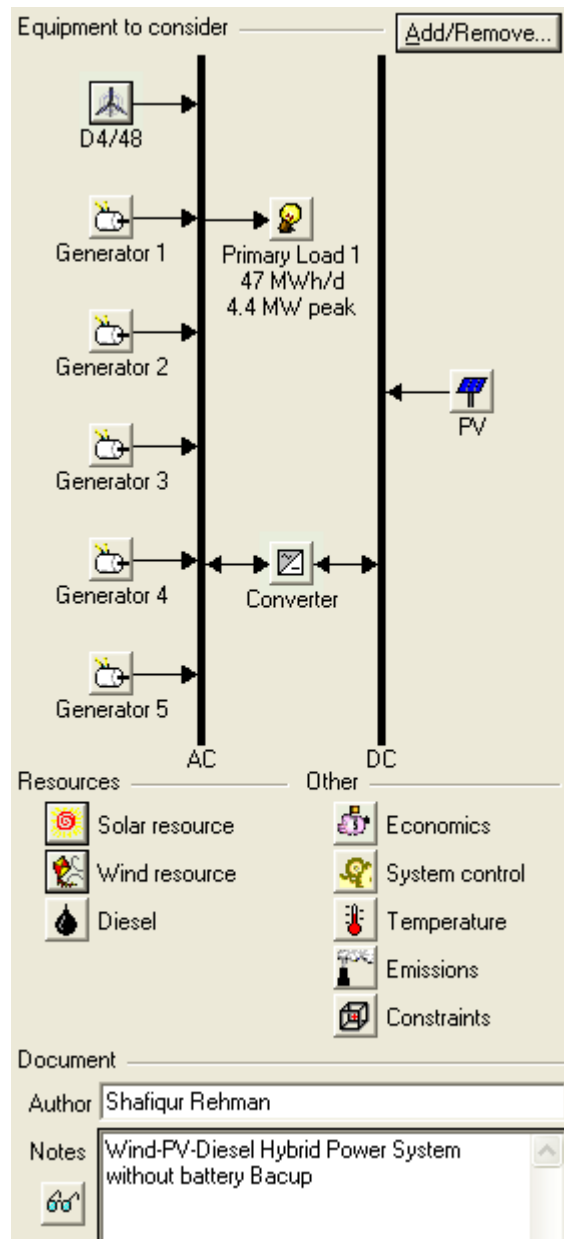 Equipment to consider Add/Remove...
D4/48
Generator 1
Primary Load 1
47 MWh/d
4.4 MW peak
Generator 2
PV
Generator 3
Generator 4
Converter
Generator 5
AC DC
Resources Other
Solar resource Economics
Wind resource System control
Diesel Temperature
Emissions
Constraints
Document
Author Shafiqur Rehman
Notes Wind-PV-Diesel Hybrid Power System
without battery Bacup